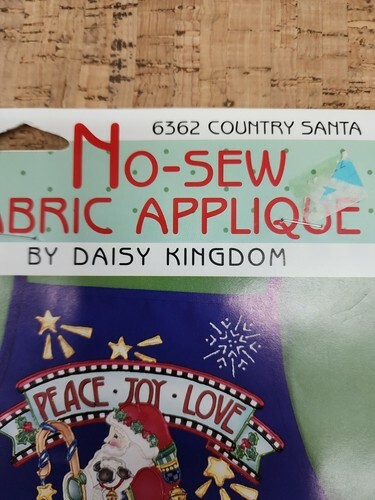 6362 COUNTRY SANTA
NO-SEW
ABRIC APPLIQUE
BY DAISY KINGDOM
PEACE · JOY · LOVE